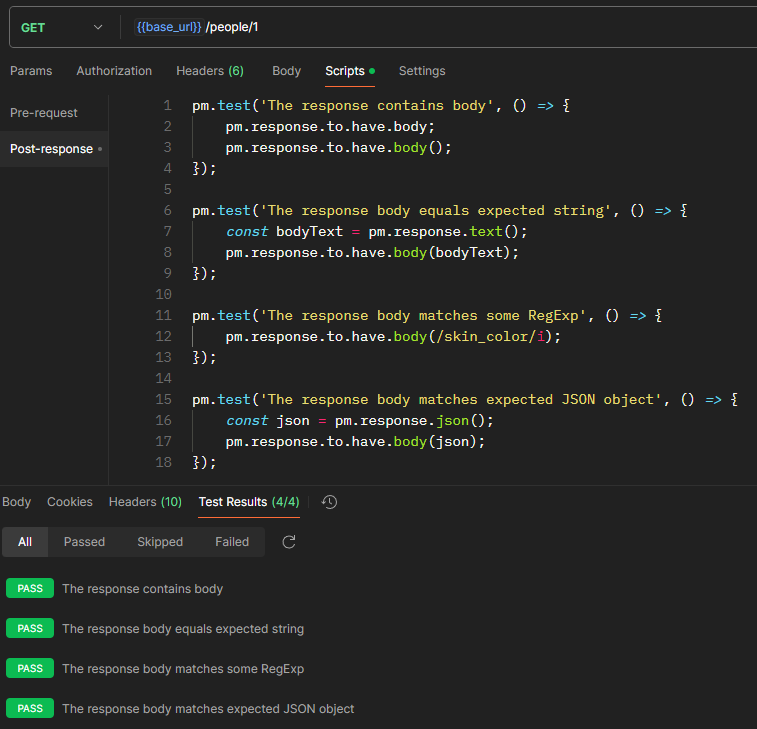 GET {{base_url}} /people/1
Params Authorization Headers (6) Body Scripts Settings
Pre-request
Post-response
1 pm.test('The response contains body', () => {
2 pm.response.to.have.body;
3 pm.response.to.have.body();
4 });
5
6 pm.test('The response body equals expected string', () => {
7 const bodyText = pm.response.text();
8 pm.response.to.have.body(bodyText);
9 });
10
11 pm.test('The response body matches some RegExp', () => {
12 pm.response.to.have.body(/skin_color/i);
13 });
14
15 pm.test('The response body matches expected JSON object', () => {
16 const json = pm.response.json();
17 pm.response.to.have.body(json);
18 });
Body Cookies Headers (10) Test Results (4/4)
All Passed Skipped Failed
PASS The response contains body
PASS The response body equals expected string
PASS The response body matches some RegExp
PASS The response body matches expected JSON object